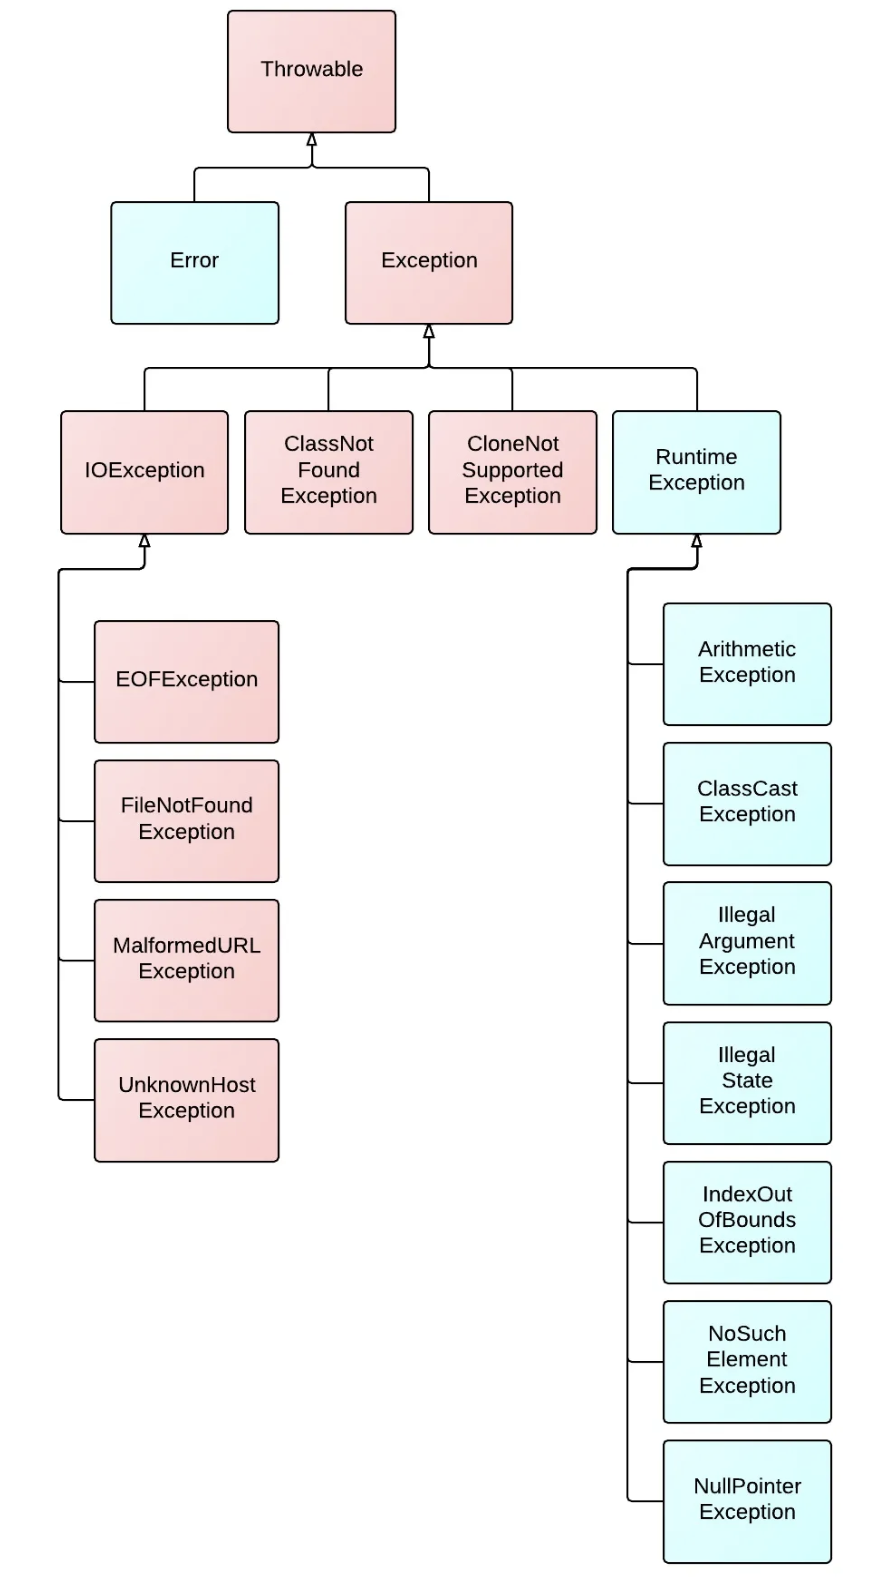 Throwable
Error
Exception
IOException
ClassNot
Found
Exception
CloneNot
Supported
Exception
Runtime
Exception
EOFException
FileNotFound
Exception
MalformedURL
Exception
UnknownHost
Exception
Arithmetic
Exception
ClassCast
Exception
Illegal
Argument
Exception
Illegal
State
Exception
IndexOut
OfBounds
Exception
NoSuch
Element
Exception
NullPointer
Exception